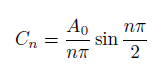 C_n = \frac{A_0}{n\pi} \sin \frac{n\pi}{2}